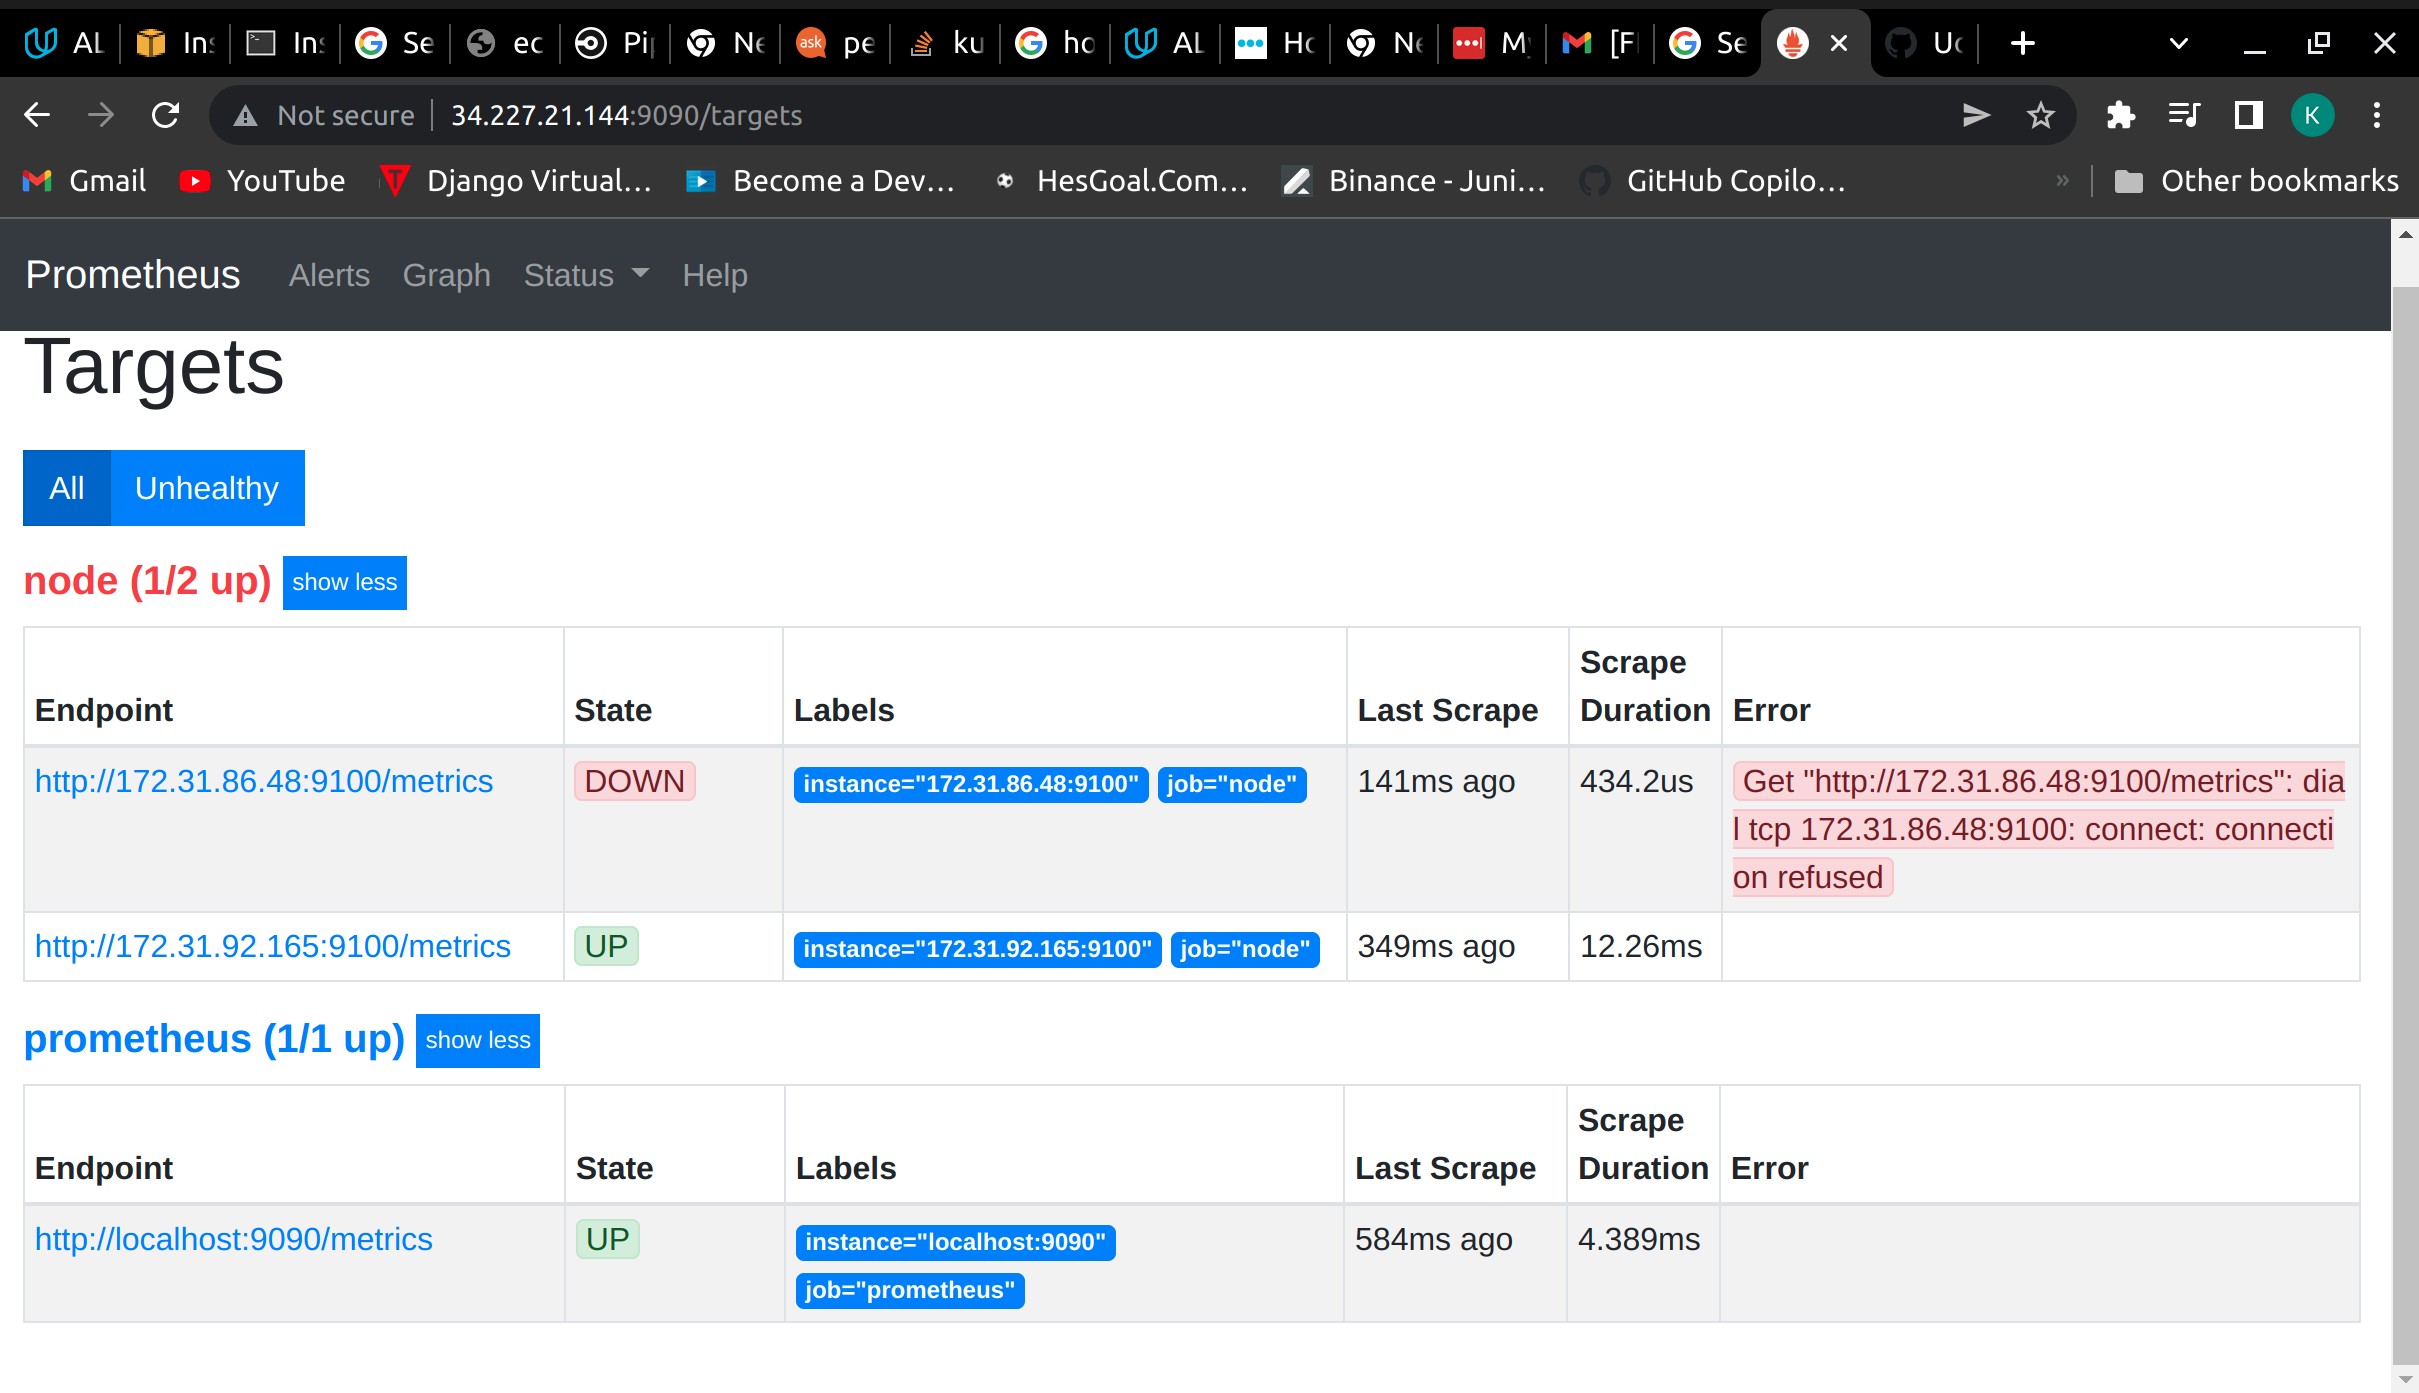 AL Ins Ins Se ec Pi Ne pe ku ho AL Ho Ne My [F Se
Not secure 34.227.21.144:9090/targets K
Gmail YouTube Django Virtual... Become a Dev... HesGoal.Com... Binance - Juni... GitHub Copilo... » Other bookmarks
Prometheus Alerts Graph Status Help
Targets
All Unhealthy
node (1/2 up) show less
Scrape
Endpoint State Labels Last Scrape Duration Error
http://172.31.86.48:9100/metrics DOWN instance="172.31.86.48:9100" job="node" 141ms ago 434.2us Get "http://172.31.86.48:9100/metrics": dia
l tcp 172.31.86.48:9100: connect: connecti
on refused
http://172.31.92.165:9100/metrics UP instance="172.31.92.165:9100" job="node" 349ms ago 12.26ms
prometheus (1/1 up) show less
Scrape
Endpoint State Labels Last Scrape Duration Error
http://localhost:9090/metrics UP instance="localhost:9090" 584ms ago 4.389ms
job="prometheus"